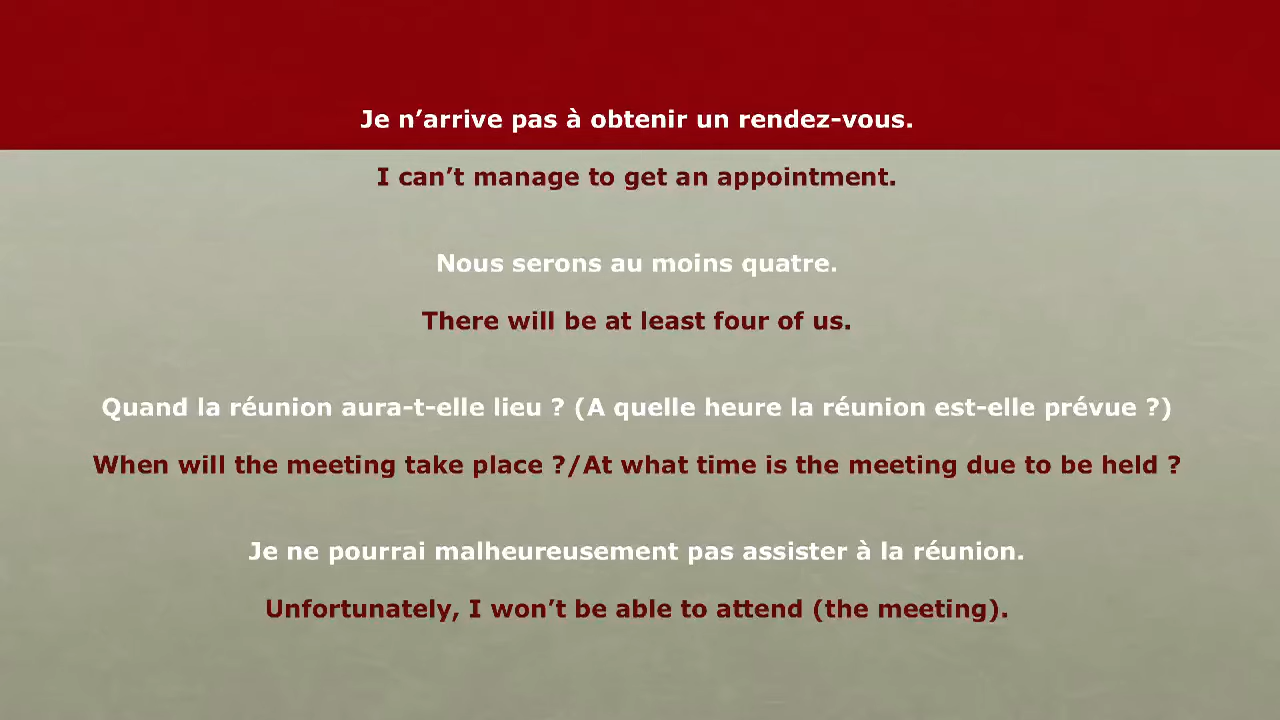 Je n’arrive pas à obtenir un rendez-vous.
I can’t manage to get an appointment.
Nous serons au moins quatre.
There will be at least four of us.
Quand la réunion aura-t-elle lieu ? (A quelle heure la réunion est-elle prévue ?)
When will the meeting take place ?/At what time is the meeting due to be held ?
Je ne pourrai malheureusement pas assister à la réunion.
Unfortunately, I won’t be able to attend (the meeting).